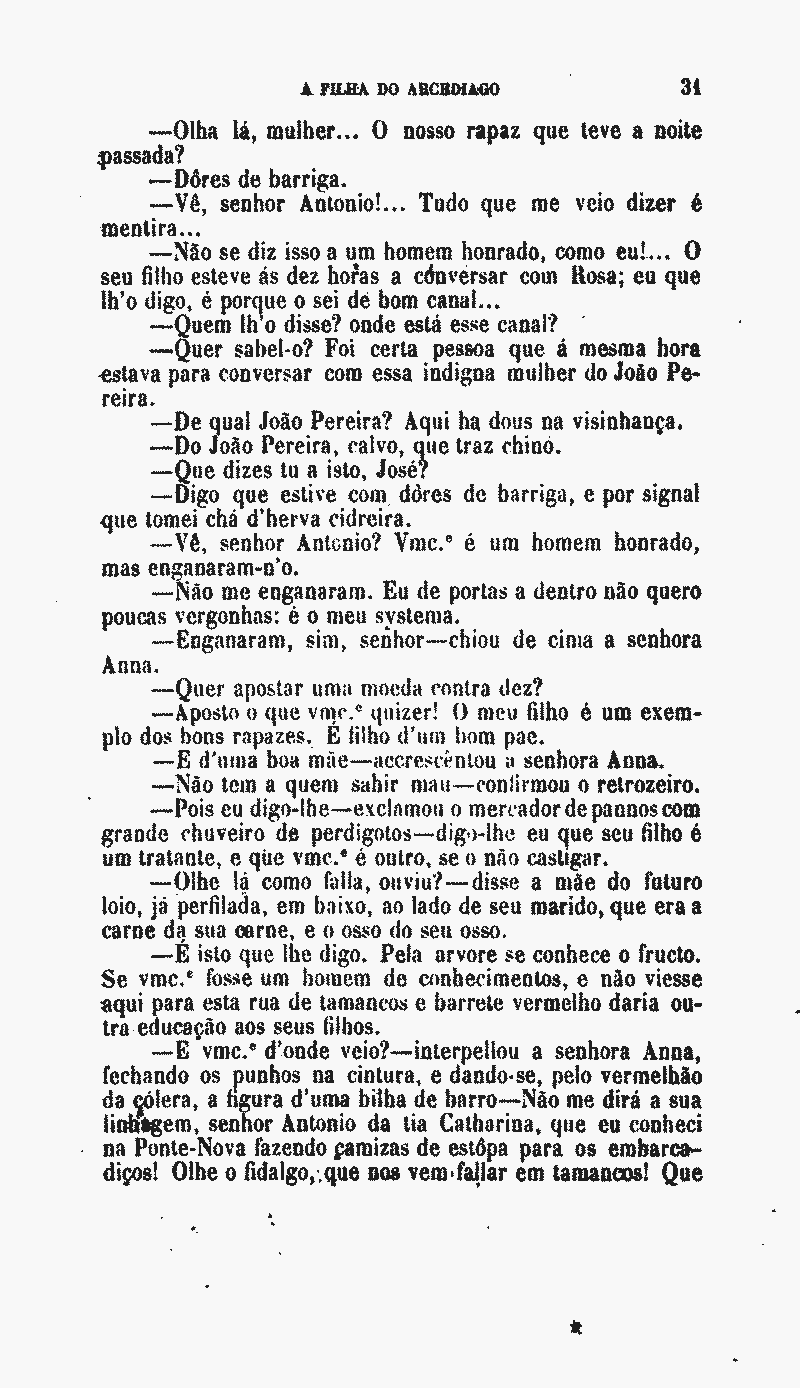 A FILHA DO ARCEDIAGO 31
—Olha lá, mulher... O nosso rapaz que teve a noite
passada?
—Dôres de barriga.
—Vê, senhor Antonio!... Tudo que me veio dizer é
mentira...
—Não se diz isso a um homem honrado, como eu!... O
seu filho esteve ás dez horas a conversar com Rosa; eu que
lh'o digo, é porque o sei de bom canal...
—Quem lh'o disse? onde está esse canal?
—Quer sabel-o? Foi certa pessoa que á mesma hora
estava para conversar com essa indigna mulher do João Pe-
reira.
—De qual João Pereira? Aqui ha dous na visinhança.
—Do João Pereira, calvo, que traz chinó.
—Que dizes tu a isto, José?
—Digo que estive com dôres de barriga, e por signal
que tomei chá d'herva cidreira.
—Vê, senhor Antonio? Vmc.e é um homem honrado,
mas enganaram-n'o.
—Não me enganaram. Eu de portas a dentro não quero
poucas vergonhas: é o meu systema.
—Enganaram, sim, senhor—chiou de cima a senhora
Anna.
—Quer apostar uma moeda contra dez?
—Aposto o que vmc.e quizer! O meu filho é um exem-
plo dos bons rapazes. É filho d'um bom pae.
—E d'uma boa mãe—accrescentou a senhora Anna.
—Não tem a quem sahir mau—confirmou o retrozeiro.
—Pois eu digo-lhe—exclamou o mercador de pannos com
grande chuveiro de perdigotos—digo-lhe eu que seu filho é
um tratante, e que vmc.e é outro, se o não castigar.
—Olhe lá como falla, ouviu?—disse a mãe do futuro
loio, já perfilada, em baixo, ao lado de seu marido, que era a
carne da sua carne, e o osso do seu osso.
—É isto que lhe digo. Pela arvore se conhece o fructo.
Se vmc.e fosse um homem de conhecimentos, e não viesse
aqui para esta rua de tamancos e barrete vermelho daria ou-
tra educação aos seus filhos.
—E vmc.e d'onde veio?—interpellou a senhora Anna,
fechando os punhos na cintura, e dando-se, pelo vermelhão
da cólera, a figura d'uma bilha de barro—Não me dirá a sua
linhagem, senhor Antonio da tia Catharina, que eu conheci
na Ponte-Nova fazendo camizas de estôpa para os embarca-
diços! Olhe o fidalgo, que nos vem fallar em tamancos! Que